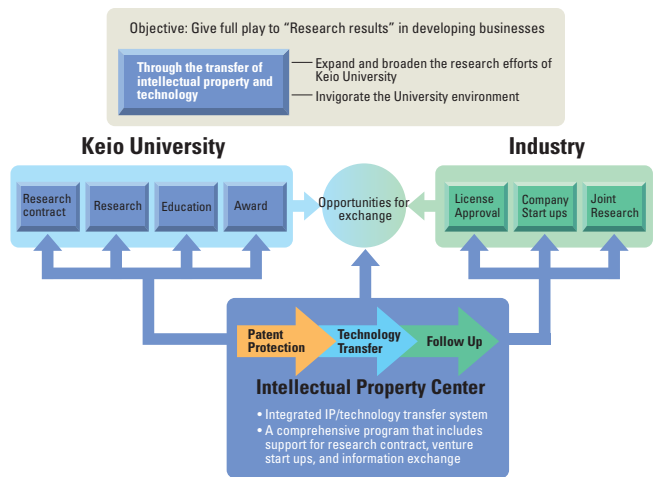 Objective: Give full play to “Research results” in developing businesses
Through the transfer of
intellectual property and
technology
Expand and broaden the research efforts of
Keio University
Invigorate the University environment
Keio University
Industry
Research
contract
Research
Education
Award
Opportunities for
exchange
License
Approval
Company
Start ups
Joint
Research
Patent
Protection
Technology
Transfer
Follow Up
Intellectual Property Center
• Integrated IP/technology transfer system
• A comprehensive program that includes
support for research contract, venture
start ups, and information exchange